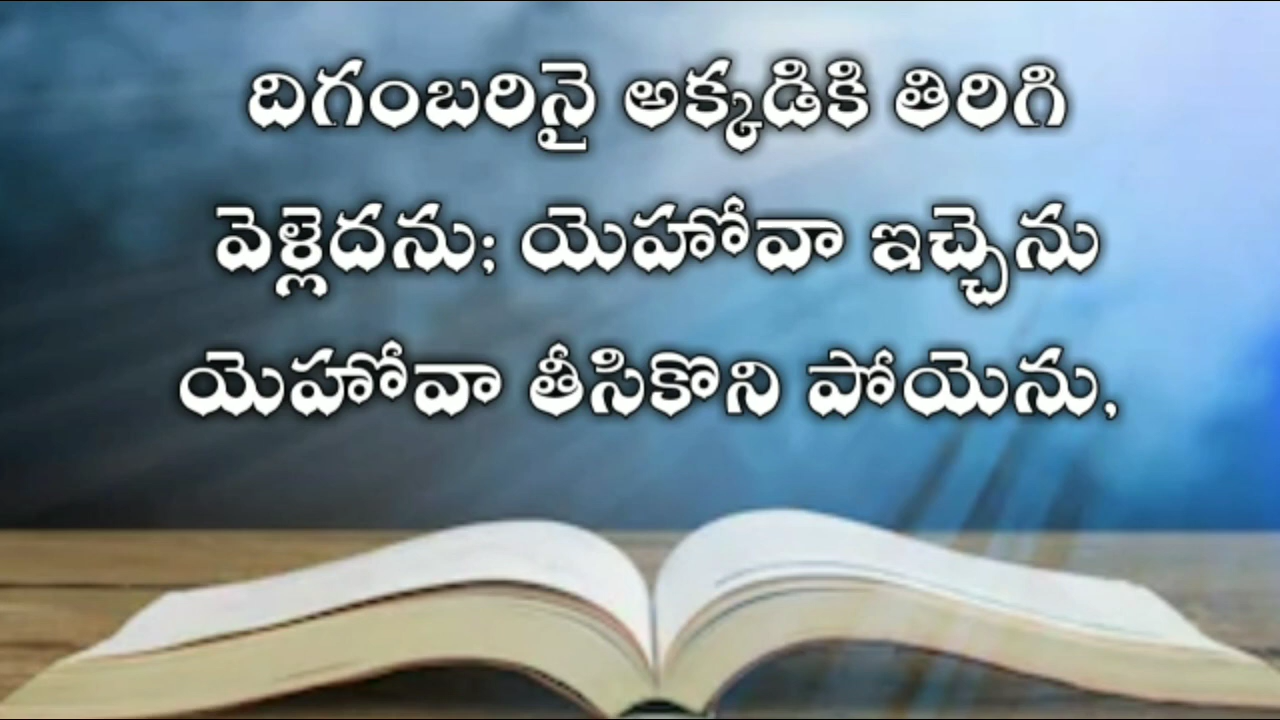 దిగంబరినై అక్కడికి తిరిగి
వెళ్లెదను; యెహోవా ఇచ్చెను
యెహోవా తీసికొని పోయెను,